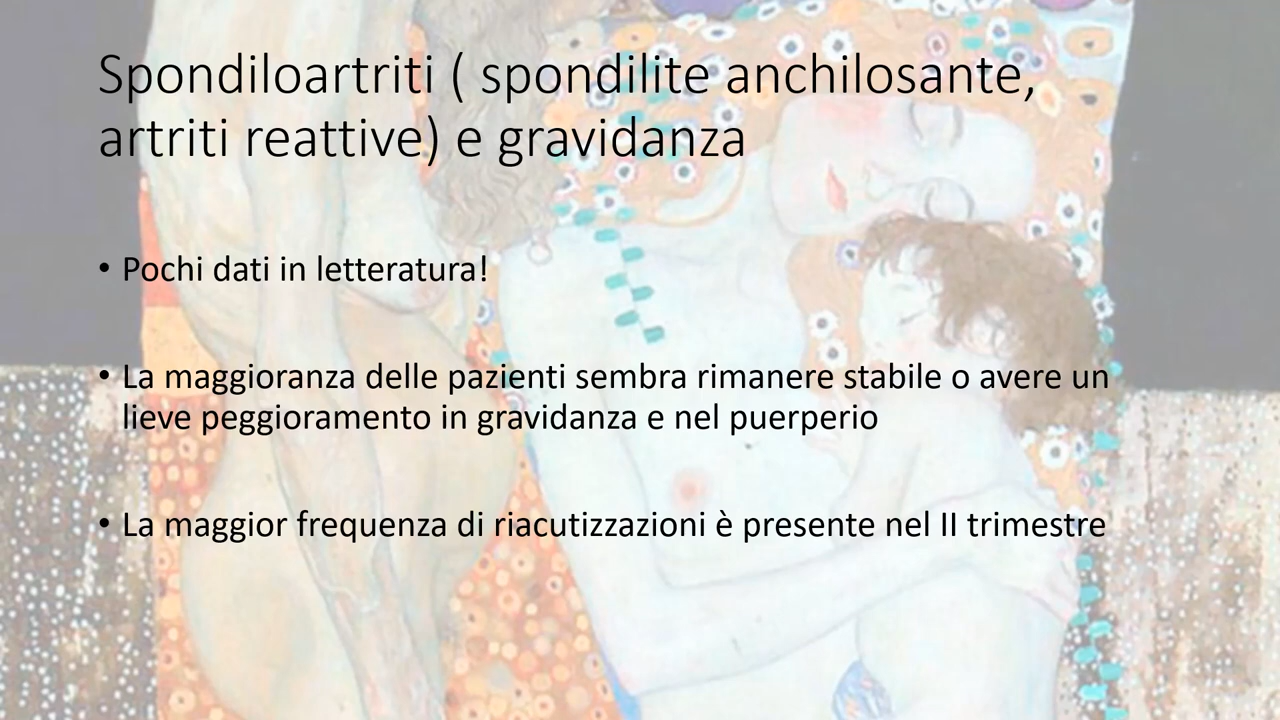 Spondiloartriti ( spondilite anchilosante,
artriti reattive) e gravidanza
• Pochi dati in letteratura!
• La maggioranza delle pazienti sembra rimanere stabile o avere un
lieve peggioramento in gravidanza e nel puerperio
• La maggior frequenza di riacutizzazioni è presente nel II trimestre